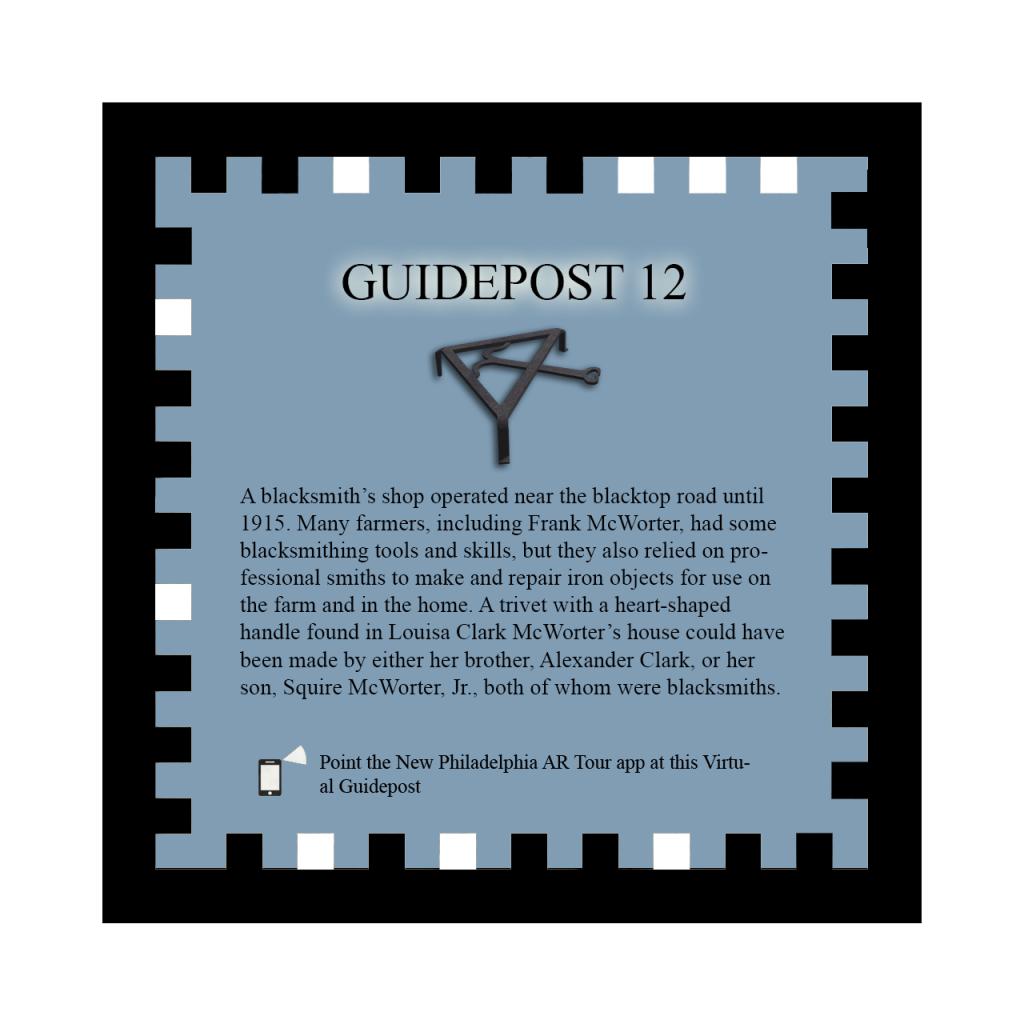 GUIDEPOST 12
A blacksmith’s shop operated near the blacktop road until
1915. Many farmers, including Frank McWorter, had some
blacksmithing tools and skills, but they also relied on pro-
fessional smiths to make and repair iron objects for use on
the farm and in the home. A trivet with a heart-shaped
handle found in Louisa Clark McWorter’s house could have
been made by either her brother, Alexander Clark, or her
son, Squire McWorter, Jr., both of whom were blacksmiths.
Point the New Philadelphia AR Tour app at this Virtu-
al Guidepost